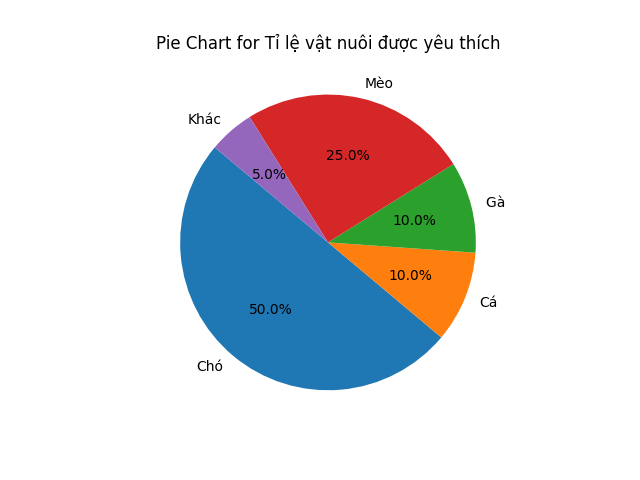 Pie Chart for Tỉ lệ vật nuôi được yêu thích
Mèo
Khác
25.0%
5.0%
Gà
10.0%
10.0%
Cá
50.0%
Chó